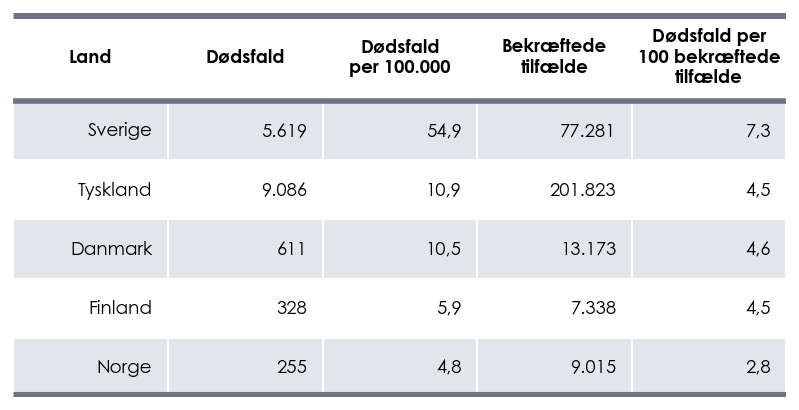 Land Dødsfald Dødsfald per 100.000 Bekræftede tilfælde Dødsfald per 100 bekræftede tilfælde
Sverige 5.619 54,9 77.281 7,3
Tyskland 9.086 10,9 201.823 4,5
Danmark 611 10,5 13.173 4,6
Finland 328 5,9 7.338 4,5
Norge 255 4,8 9.015 2,8